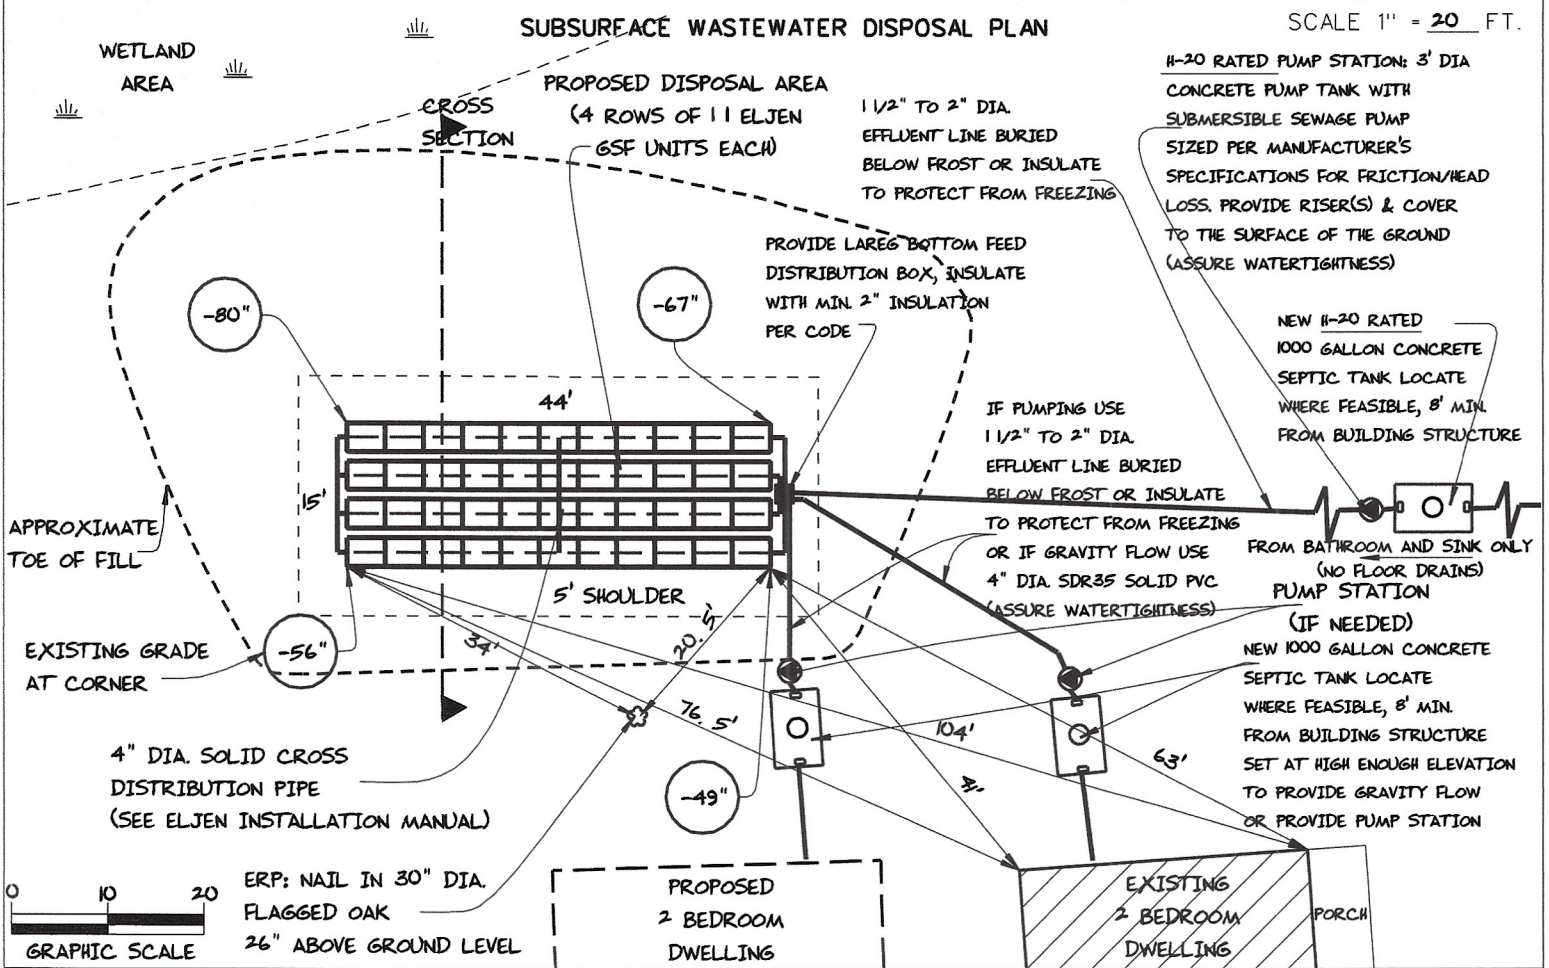 SUBSURFACE WASTEWATER DISPOSAL PLAN
SCALE 1" = 20 FT.
WETLAND
AREA
CROSS
SECTION
PROPOSED DISPOSAL AREA
(4 ROWS OF 11 ELJEN
GSF UNITS EACH)
1 1/2" TO 2" DIA.
EFFLUENT LINE BURIED
BELOW FROST OR INSULATE
TO PROTECT FROM FREEZING
H-20 RATED PUMP STATION: 3' DIA
CONCRETE PUMP TANK WITH
SUBMERSIBLE SEWAGE PUMP
SIZED PER MANUFACTURER'S
SPECIFICATIONS FOR FRICTION/HEAD
LOSS. PROVIDE RISER(S) & COVER
TO THE SURFACE OF THE GROUND
(ASSURE WATERTIGHTNESS)
PROVIDE LAREG BOTTOM FEED
DISTRIBUTION BOX, INSULATE
WITH MIN. 2" INSULATION
PER CODE
-80"
-67"
NEW H-20 RATED
1000 GALLON CONCRETE
SEPTIC TANK LOCATE
WHERE FEASIBLE, 8' MIN.
FROM BUILDING STRUCTURE
44'
15'
5' SHOULDER
IF PUMPING USE
1 1/2" TO 2" DIA.
EFFLUENT LINE BURIED
BELOW FROST OR INSULATE
TO PROTECT FROM FREEZING
OR IF GRAVITY FLOW USE
4" DIA. SDR35 SOLID PVC
(ASSURE WATERTIGHTNESS)
FROM BATHROOM AND SINK ONLY
(NO FLOOR DRAINS)
PUMP STATION
(IF NEEDED)
NEW 1000 GALLON CONCRETE
SEPTIC TANK LOCATE
WHERE FEASIBLE, 8' MIN.
FROM BUILDING STRUCTURE
SET AT HIGH ENOUGH ELEVATION
TO PROVIDE GRAVITY FLOW
OR PROVIDE PUMP STATION
APPROXIMATE
TOE OF FILL
EXISTING GRADE
AT CORNER
-56"
34'
20.5'
76.5'
104'
63'
-49"
4" DIA. SOLID CROSS
DISTRIBUTION PIPE
(SEE ELJEN INSTALLATION MANUAL)
ERP: NAIL IN 30" DIA.
FLAGGED OAK
26" ABOVE GROUND LEVEL
0 10 20
GRAPHIC SCALE
PROPOSED
2 BEDROOM
DWELLING
EXISTING
2 BEDROOM
DWELLING
PORCH